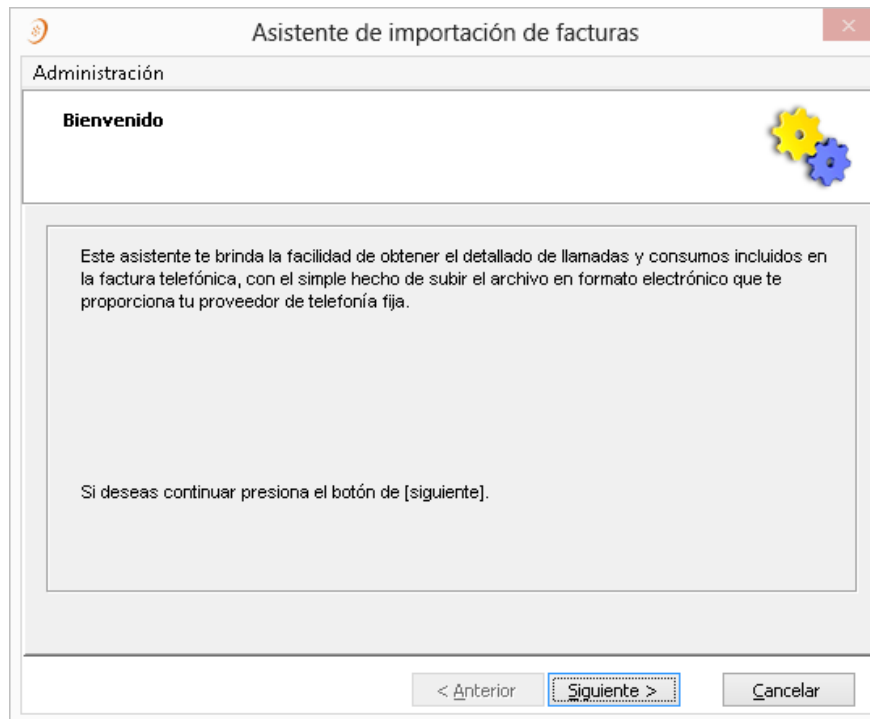 Asistente de importación de facturas
Administración
Bienvenido
Este asistente te brinda la facilidad de obtener el detallado de llamadas y consumos incluidos en
la factura telefónica, con el simple hecho de subir el archivo en formato electrónico que te
proporciona tu proveedor de telefonía fija.
Si deseas continuar presiona el botón de [siguiente].
< Anterior
Siguiente >
Cancelar